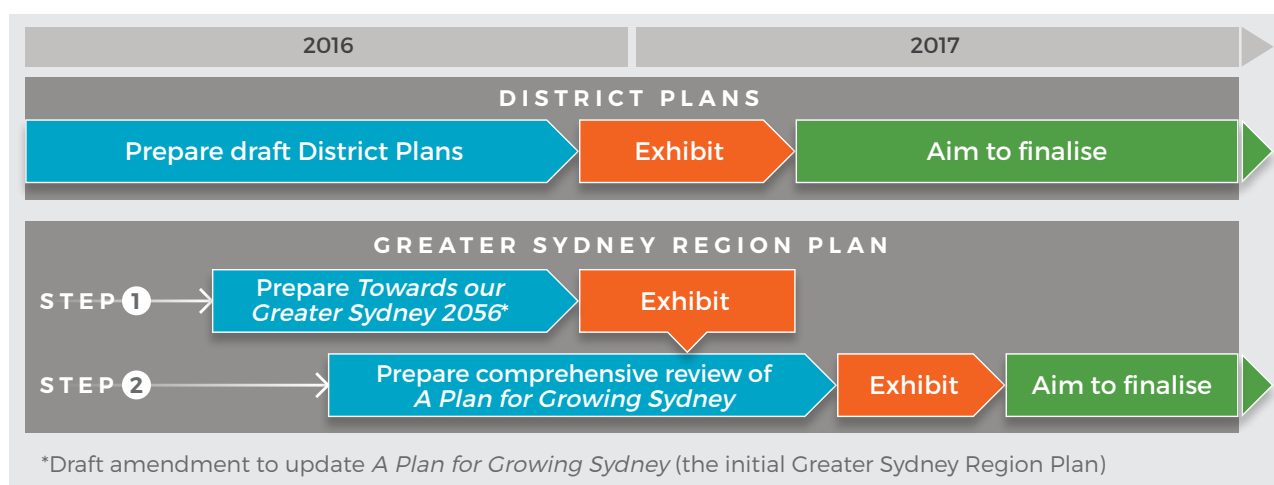 2016
2017
DISTRICT PLANS
Prepare draft District Plans
Exhibit
Aim to finalise
GREATER SYDNEY REGION PLAN
STEP 1
Prepare Towards our
Greater Sydney 2056*
Exhibit
STEP 2
Prepare comprehensive review of
A Plan for Growing Sydney
Exhibit
Aim to finalise
*Draft amendment to update A Plan for Growing Sydney (the initial Greater Sydney Region Plan)